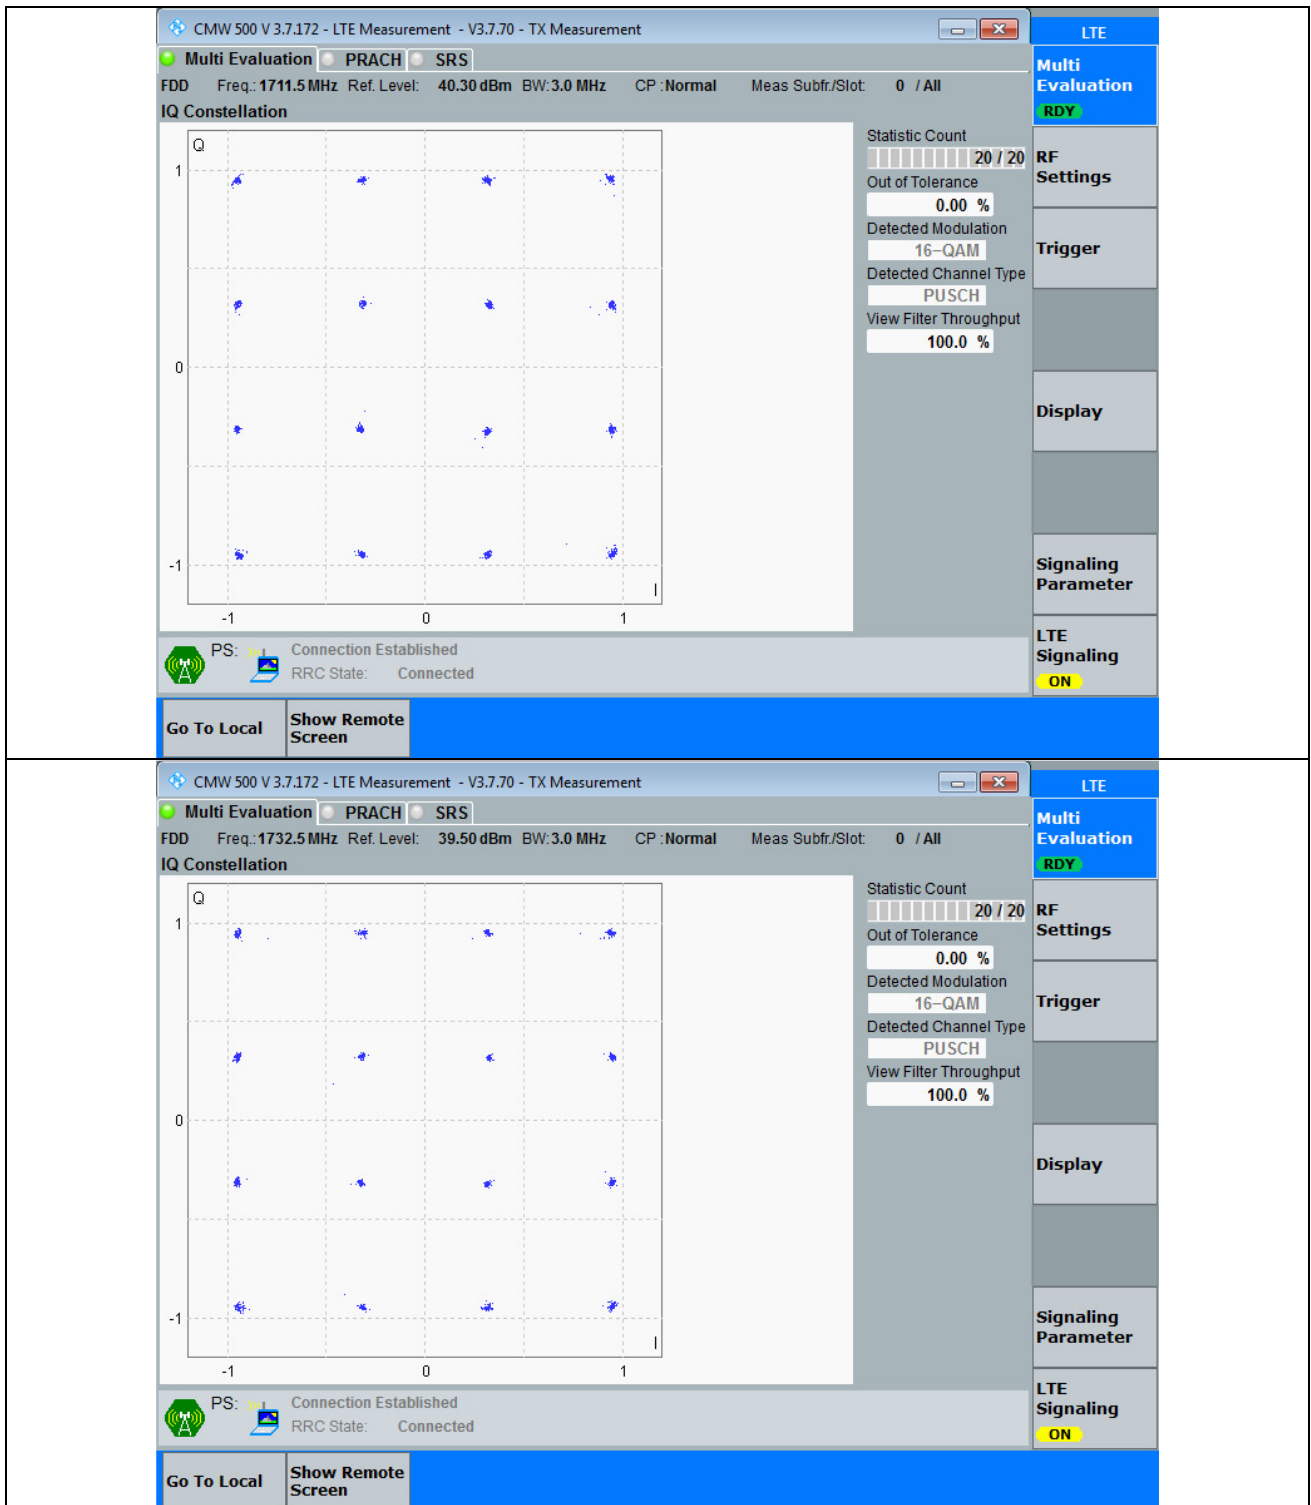 CMW 500 V 3.7.172 - LTE Measurement - V3.7.70 - TX Measurement
LTE
Multi Evaluation PRACH SRS
FDD Freq.: 1711.5 MHz Ref. Level: 40.30 dBm BW: 3.0 MHz CP : Normal Meas Subfr./Slot: 0 / All
IQ Constellation
Q
1
0
-1
I
-1 0 1
Statistic Count
20 / 20
Out of Tolerance
0.00 %
Detected Modulation
16-QAM
Detected Channel Type
PUSCH
View Filter Throughput
100.0 %
Multi
Evaluation
RDY
RF
Settings
Trigger
Display
Signaling
Parameter
LTE
Signaling
ON
PS: Connection Established
RRC State: Connected
Go To Local
Show Remote
Screen
CMW 500 V 3.7.172 - LTE Measurement - V3.7.70 - TX Measurement
LTE
Multi Evaluation PRACH SRS
FDD Freq.: 1732.5 MHz Ref. Level: 39.50 dBm BW: 3.0 MHz CP : Normal Meas Subfr./Slot: 0 / All
IQ Constellation
Q
1
0
-1
I
-1 0 1
Statistic Count
20 / 20
Out of Tolerance
0.00 %
Detected Modulation
16-QAM
Detected Channel Type
PUSCH
View Filter Throughput
100.0 %
Multi
Evaluation
RDY
RF
Settings
Trigger
Display
Signaling
Parameter
LTE
Signaling
ON
PS: Connection Established
RRC State: Connected
Go To Local
Show Remote
Screen